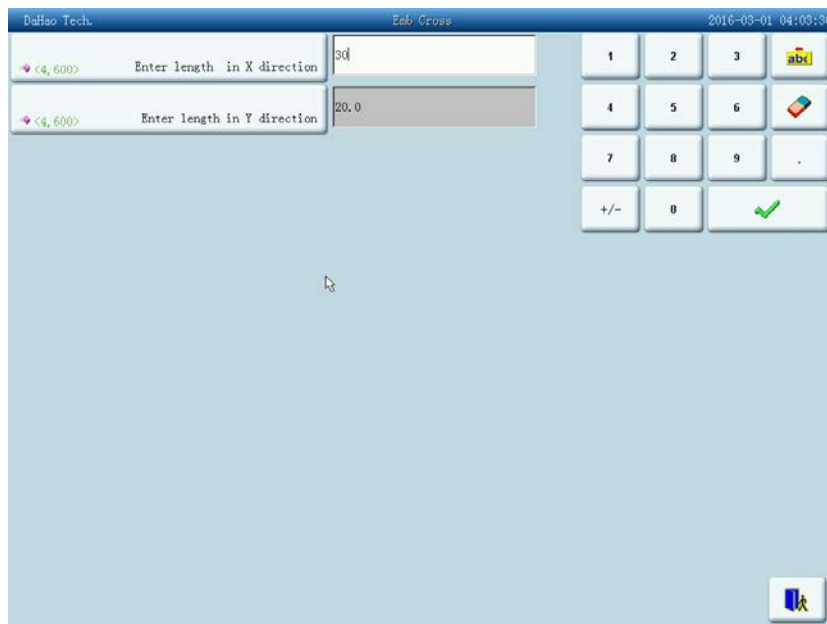 DaHao Tech. Emb Cross 2016-03-01 04:03:3
<4, 600> Enter length in X direction 30
1 2 3 abc
<4, 600> Enter length in Y direction 20.0
4 5 6
7 8 9 .
+/- 0